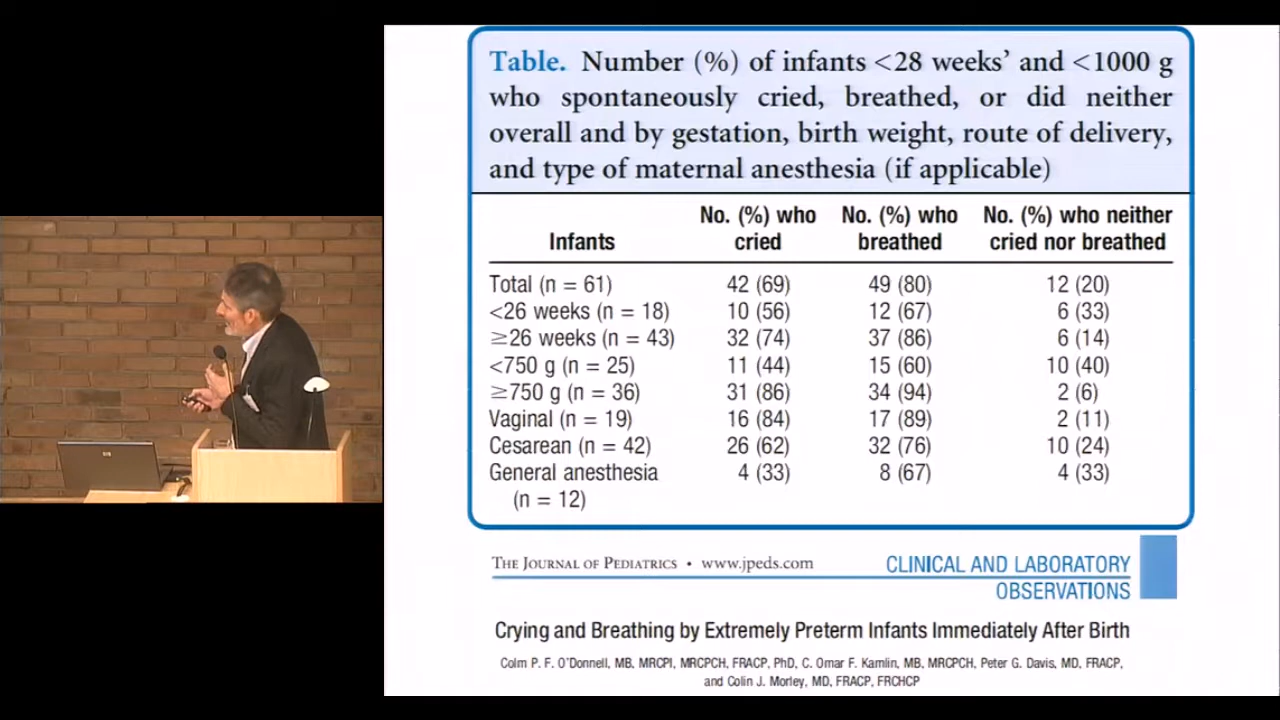 Table. Number (%) of infants <28 weeks’ and <1000 g
who spontaneously cried, breathed, or did neither
overall and by gestation, birth weight, route of delivery,
and type of maternal anesthesia (if applicable)
Infants No. (%) who cried No. (%) who breathed No. (%) who neither cried nor breathed
Total (n = 61) 42 (69) 49 (80) 12 (20)
<26 weeks (n = 18) 10 (56) 12 (67) 6 (33)
≥26 weeks (n = 43) 32 (74) 37 (86) 6 (14)
<750 g (n = 25) 11 (44) 15 (60) 10 (40)
≥750 g (n = 36) 31 (86) 34 (94) 2 (6)
Vaginal (n = 19) 16 (84) 17 (89) 2 (11)
Cesarean (n = 42) 26 (62) 32 (76) 10 (24)
General anesthesia 4 (33) 8 (67) 4 (33)
(n = 12)
THE JOURNAL OF PEDIATRICS • www.jpeds.com
CLINICAL AND LABORATORY
OBSERVATIONS
Crying and Breathing by Extremely Preterm Infants Immediately After Birth
Colm P. F. O’Donnell, MB, MRCPI, MRCPCH, FRACP, PhD, C. Omar F. Kamlin, MB, MRCPCH, Peter G. Davis, MD, FRACP,
and Colin J. Morley, MD, FRACP, FRCHCP